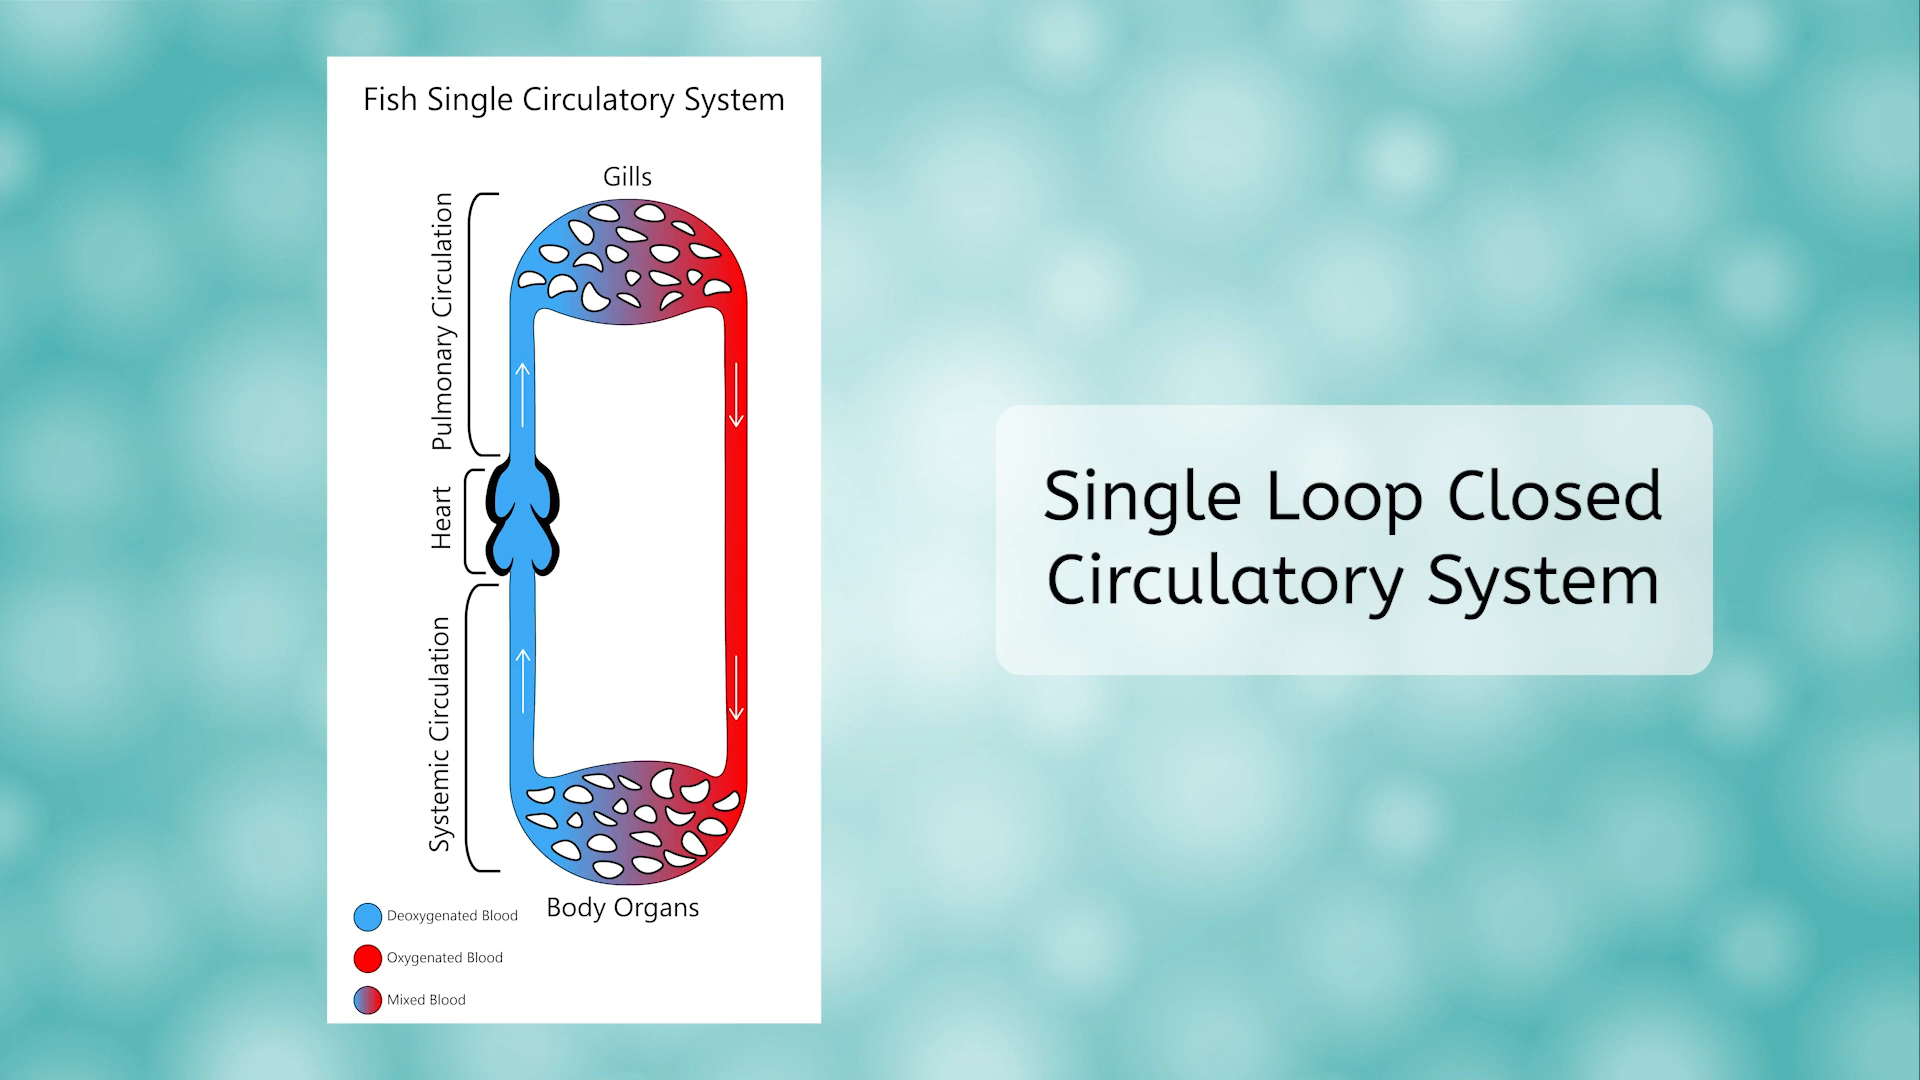 Fish Single Circulatory System
Gills
Pulmonary Circulation
Heart
Systemic Circulation
Body Organs
Deoxygenated Blood
Oxygenated Blood
Mixed Blood
Single Loop Closed
Circulatory System